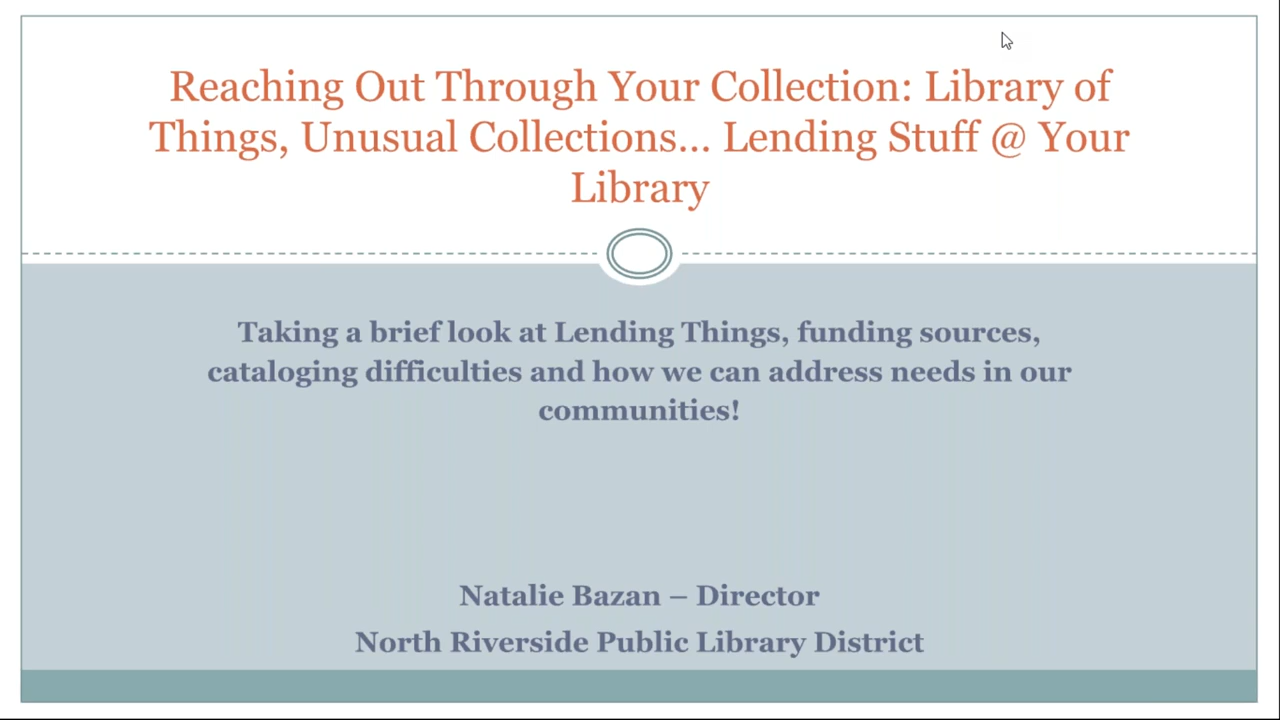 Reaching Out Through Your Collection: Library of
Things, Unusual Collections... Lending Stuff @ Your
Library
Taking a brief look at Lending Things, funding sources,
cataloging difficulties and how we can address needs in our
communities!
Natalie Bazan – Director
North Riverside Public Library District